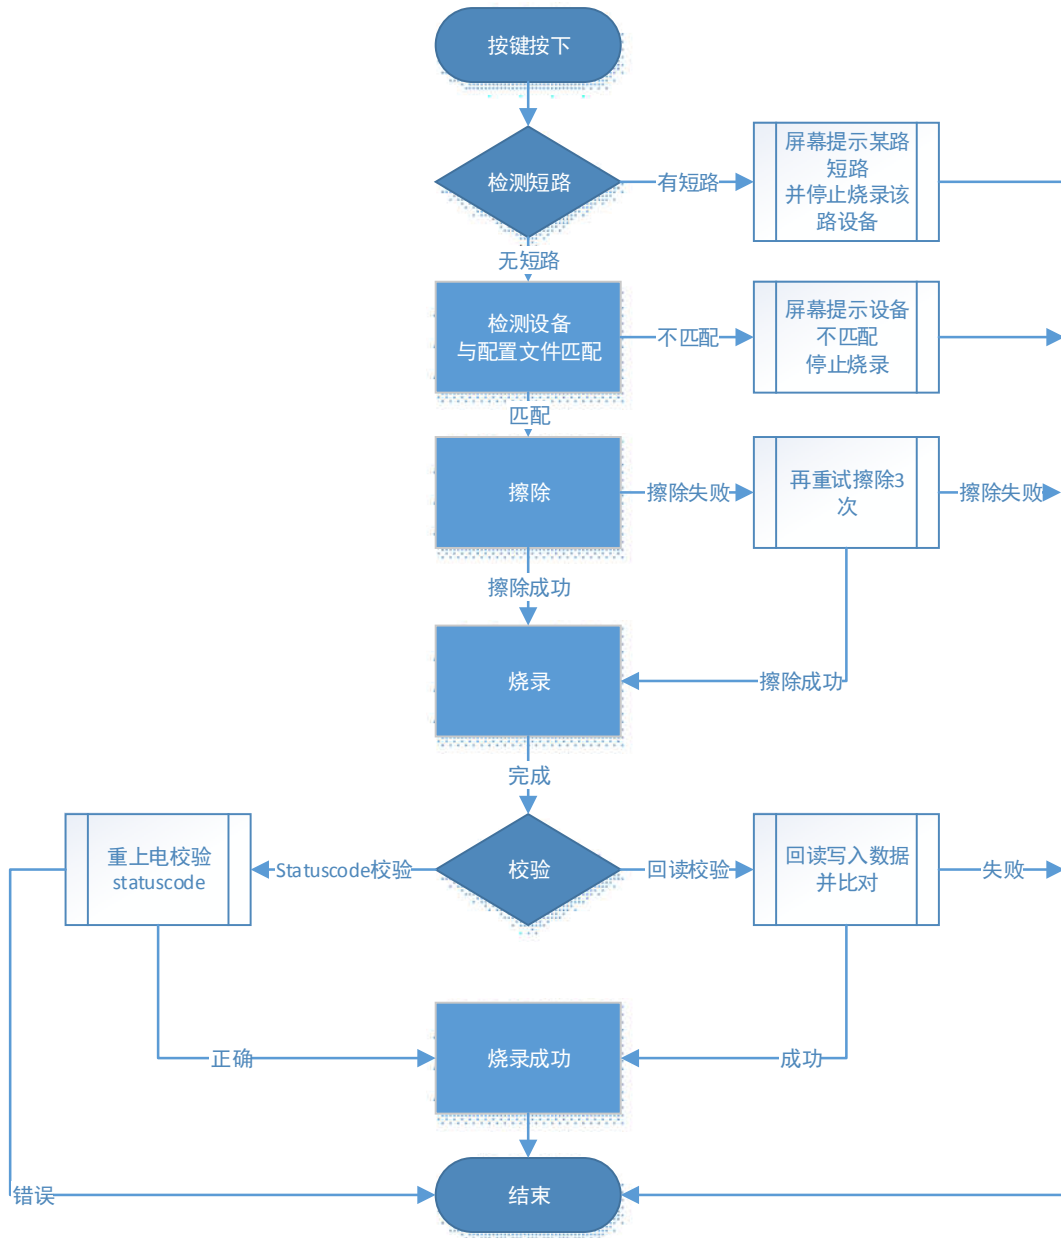 按键按下
检测短路
有短路
屏幕提示某路
短路
并停止烧录该
路设备
无短路
检测设备
与配置文件匹配
不匹配
屏幕提示设备
不匹配
停止烧录
匹配
擦除
擦除失败
再重试擦除3
次
擦除失败
擦除成功
烧录
擦除成功
完成
重上电校验
statuscode
Statuscode校验
校验
回读校验
回读写入数据
并比对
失败
正确
烧录成功
成功
错误
结束